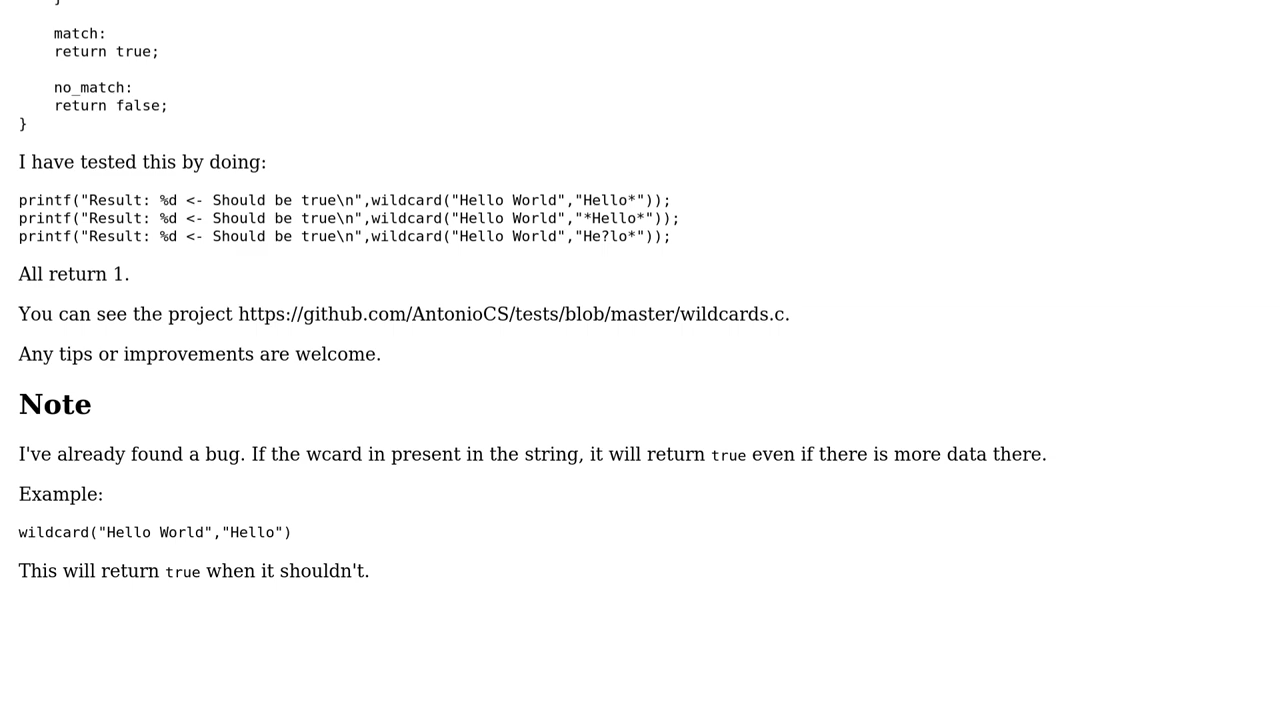 }
match:
return true;
no_match:
return false;
}
I have tested this by doing:
printf("Result: %d <- Should be true\n",wildcard("Hello World","Hello*"));
printf("Result: %d <- Should be true\n",wildcard("Hello World","*Hello*"));
printf("Result: %d <- Should be true\n",wildcard("Hello World","He?lo*"));
All return 1.
You can see the project https://github.com/AntonioCS/tests/blob/master/wildcards.c.
Any tips or improvements are welcome.
Note
I've already found a bug. If the wcard in present in the string, it will return true even if there is more data there.
Example:
wildcard("Hello World","Hello")
This will return true when it shouldn't.